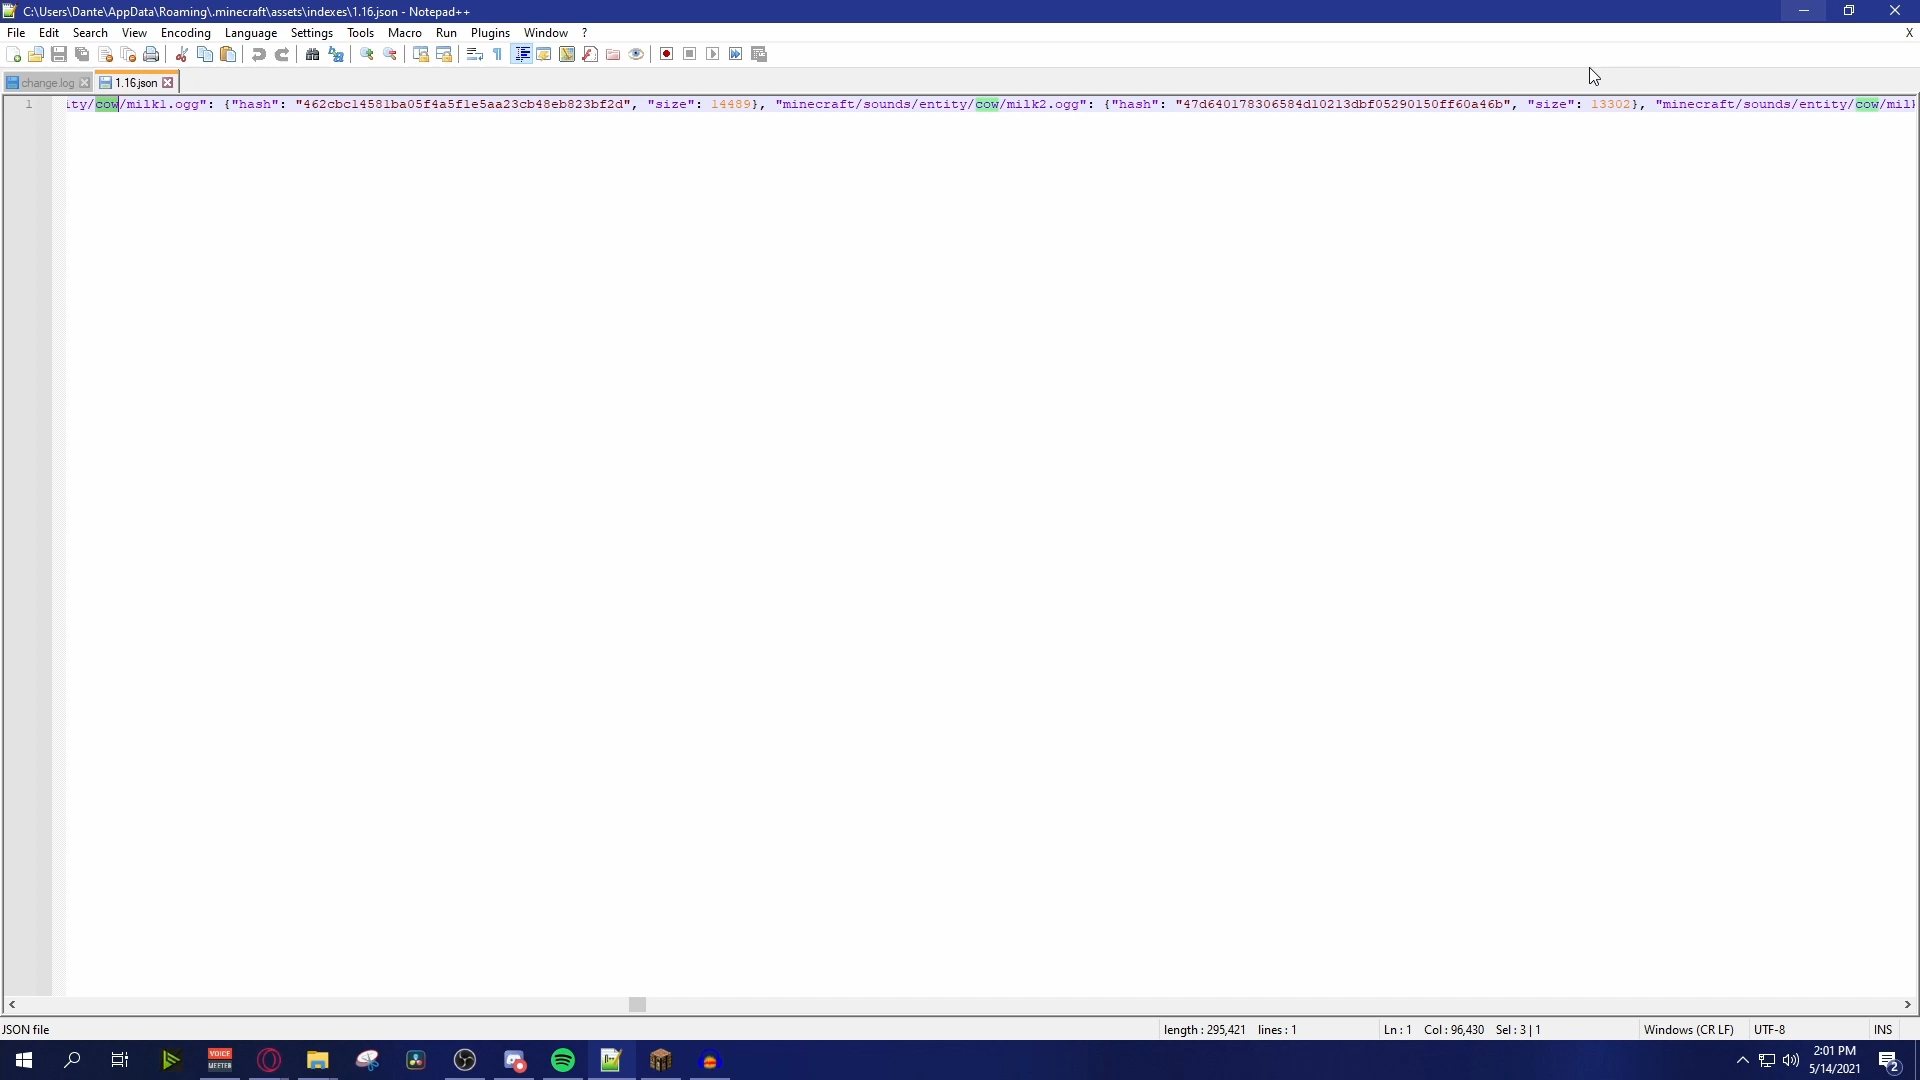 C:\Users\Dante\AppData\Roaming\.minecraft\assets\indexes\1.16.json - Notepad++
File Edit Search View Encoding Language Settings Tools Macro Run Plugins Window ? X
change.log 1.16.json
1 ity/cow/milk1.ogg": {"hash": "462cbc14581ba05f4a5f1e5aa23cb48eb823bf2d", "size": 14489}, "minecraft/sounds/entity/cow/milk2.ogg": {"hash": "47d640178306584d10213dbf05290150ff60a46b", "size": 13302}, "minecraft/sounds/entity/cow/mil
JSON file length : 295,421 lines : 1 Ln : 1 Col : 96,430 Sel : 3 | 1 Windows (CR LF) UTF-8 INS
VOICE
MEETER
2:01 PM
5/14/2021
2